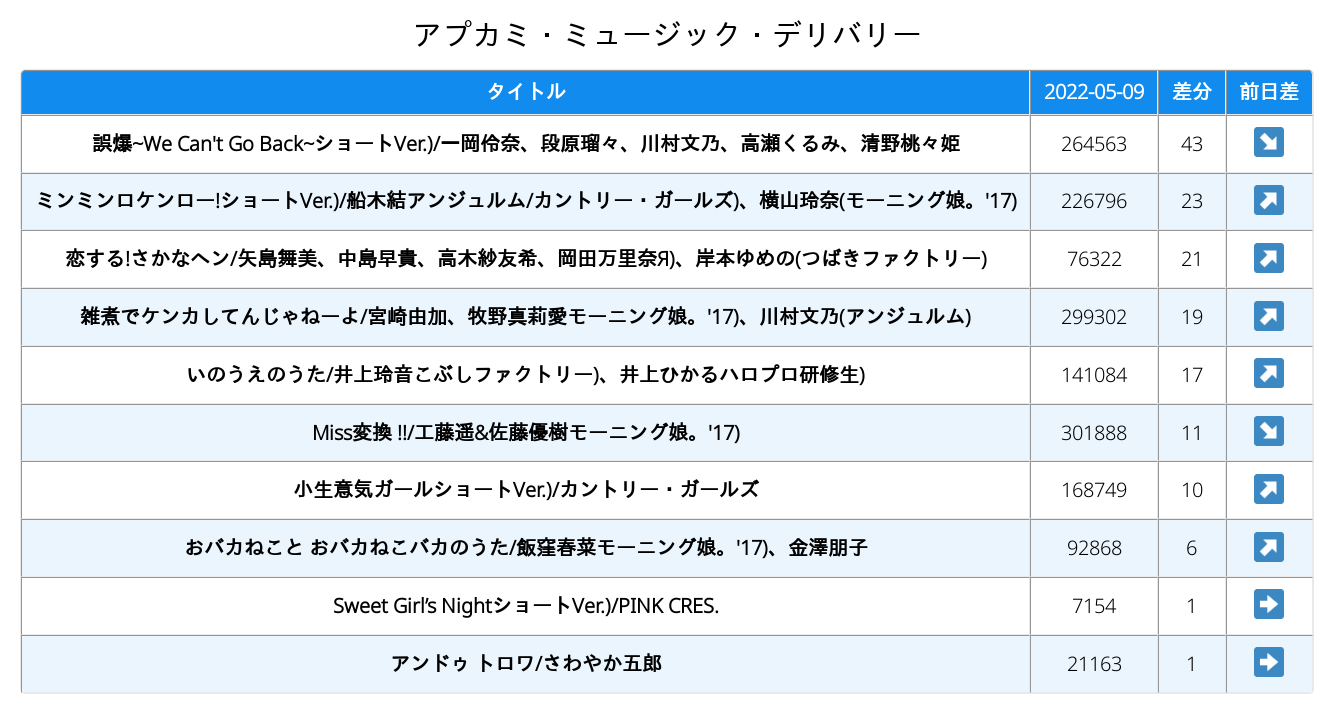 アプカミ・ミュージック・デリバリー
タイトル 2022-05-09 差分 前日差
誤爆~We Can't Go Back~ショートVer.)/一岡伶奈、段原瑠々、川村文乃、高瀬くるみ、清野桃々姫 264563 43 ↘
ミンミンロケンロー!ショートVer.)/船木結アンジュルム/カントリー・ガールズ)、横山玲奈(モーニング娘。'17) 226796 23 ↗
恋する!さかなヘン/矢島舞美、中島早貴、高木紗友希、岡田万里奈Я)、岸本ゆめの(つばきファクトリー) 76322 21 ↗
雑煮でケンカしてんじゃねーよ/宮崎由加、牧野真莉愛モーニング娘。'17)、川村文乃(アンジュルム) 299302 19 ↗
いのうえのうた/井上玲音こぶしファクトリー)、井上ひかるハロプロ研修生) 141084 17 ↗
Miss変換 !!/工藤遥&佐藤優樹モーニング娘。'17) 301888 11 ↘
小生意気ガールショートVer.)/カントリー・ガールズ 168749 10 ↗
おバカねこと おバカねこバカのうた/飯窪春菜モーニング娘。'17)、金澤朋子 92868 6 ↗
Sweet Girl’s NightショートVer.)/PINK CRES. 7154 1 ➡
アンドゥ トロワ/さわやか五郎 21163 1 ➡